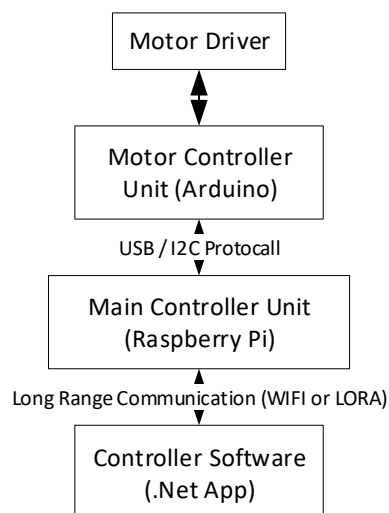 Motor Driver
Motor Controller
Unit (Arduino)
USB / I2C Protocall
Main Controller Unit
(Raspberry Pi)
Long Range Communication (WIFI or LORA)
Controller Software
(.Net App)